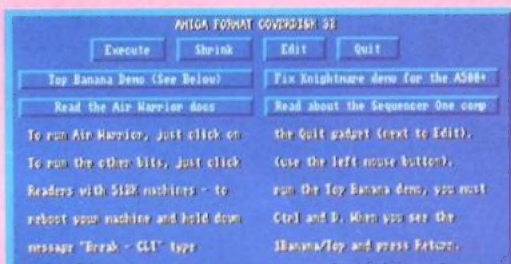 AMIGA FORMAT COVERDISK 32
Execute Shrink Edit Quit
Top Banana Demo (See Below) Fix Knightmare demo for the A500+
Read the Air Warrior docs Read about the Sequencer One comp
To run Air Warrior, just click on the Quit gadget (next to Edit).
To run the other bits, just click (use the left mouse button).
Readers with 512K machines - to run the Top Banana demo, you must
reboot your machine and hold down Ctrl and D. When you see the
message "Break - CLI" type 1Banana/Top and press Return.